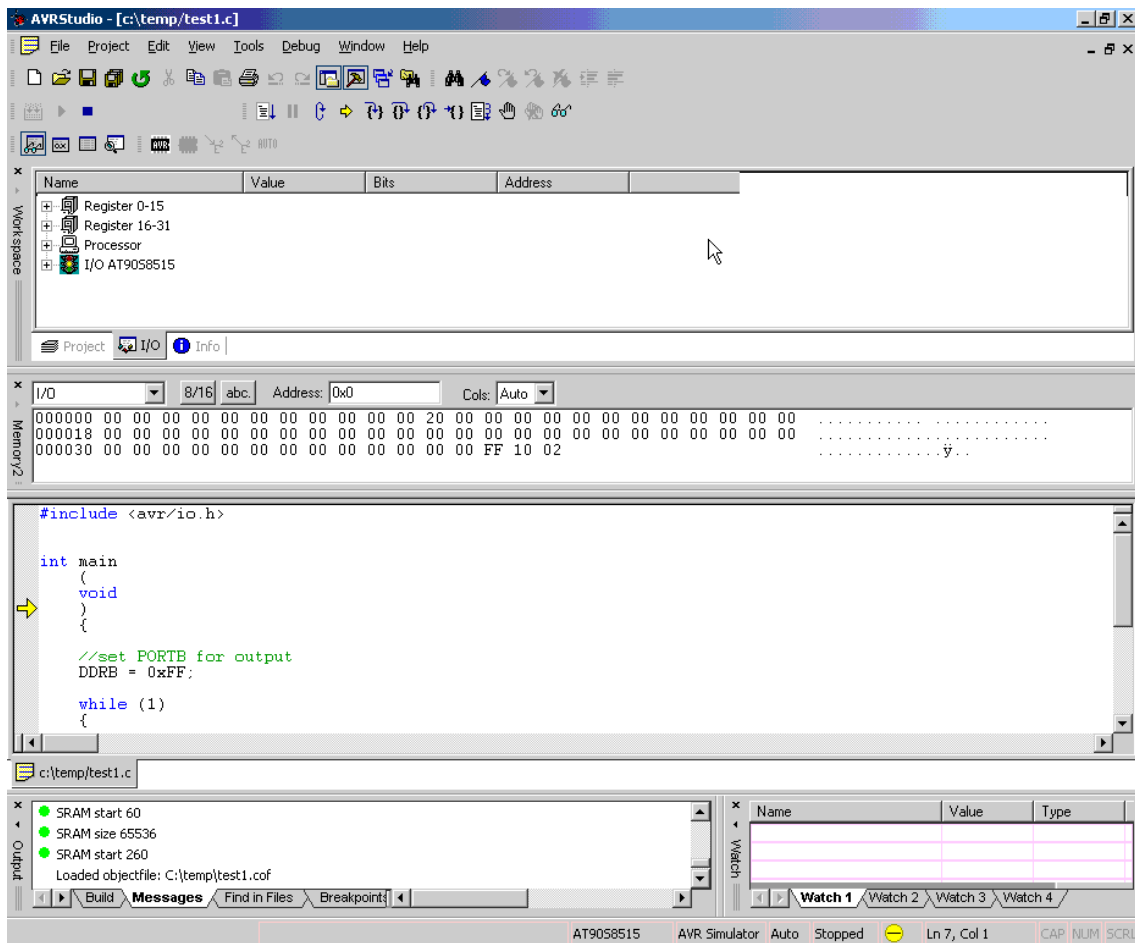 AVRStudio - [c:\temp/test1.c]
File Project Edit View Tools Debug Window Help
AVR AUTO
Name Value Bits Address
Register 0-15
Register 16-31
Processor
I/O AT90S8515
Workspace
Project I/O Info
I/O 8/16 abc. Address: 0x0 Cols: Auto
000000 00 00 00 00 00 00 00 00 00 00 00 20 00 00 00 00 00 00 00 00 00 00 00 00 ........... ............
000018 00 00 00 00 00 00 00 00 00 00 00 00 00 00 00 00 00 00 00 00 00 00 00 00 ........................
000030 00 00 00 00 00 00 00 00 00 00 00 00 00 FF 10 02 .............ÿ..
Memory2
#include <avr/io.h>
int main
(
void
)
{
//set PORTB for output
DDRB = 0xFF;
while (1)
{
c:\temp/test1.c
SRAM start 60
SRAM size 65536
SRAM start 260
Loaded objectfile: C:\temp\test1.cof
Output
Build Messages Find in Files Breakpoints
Name Value Type
Watch
Watch 1 Watch 2 Watch 3 Watch 4
AT90S8515 AVR Simulator Auto Stopped Ln 7, Col 1 CAP NUM SCRL